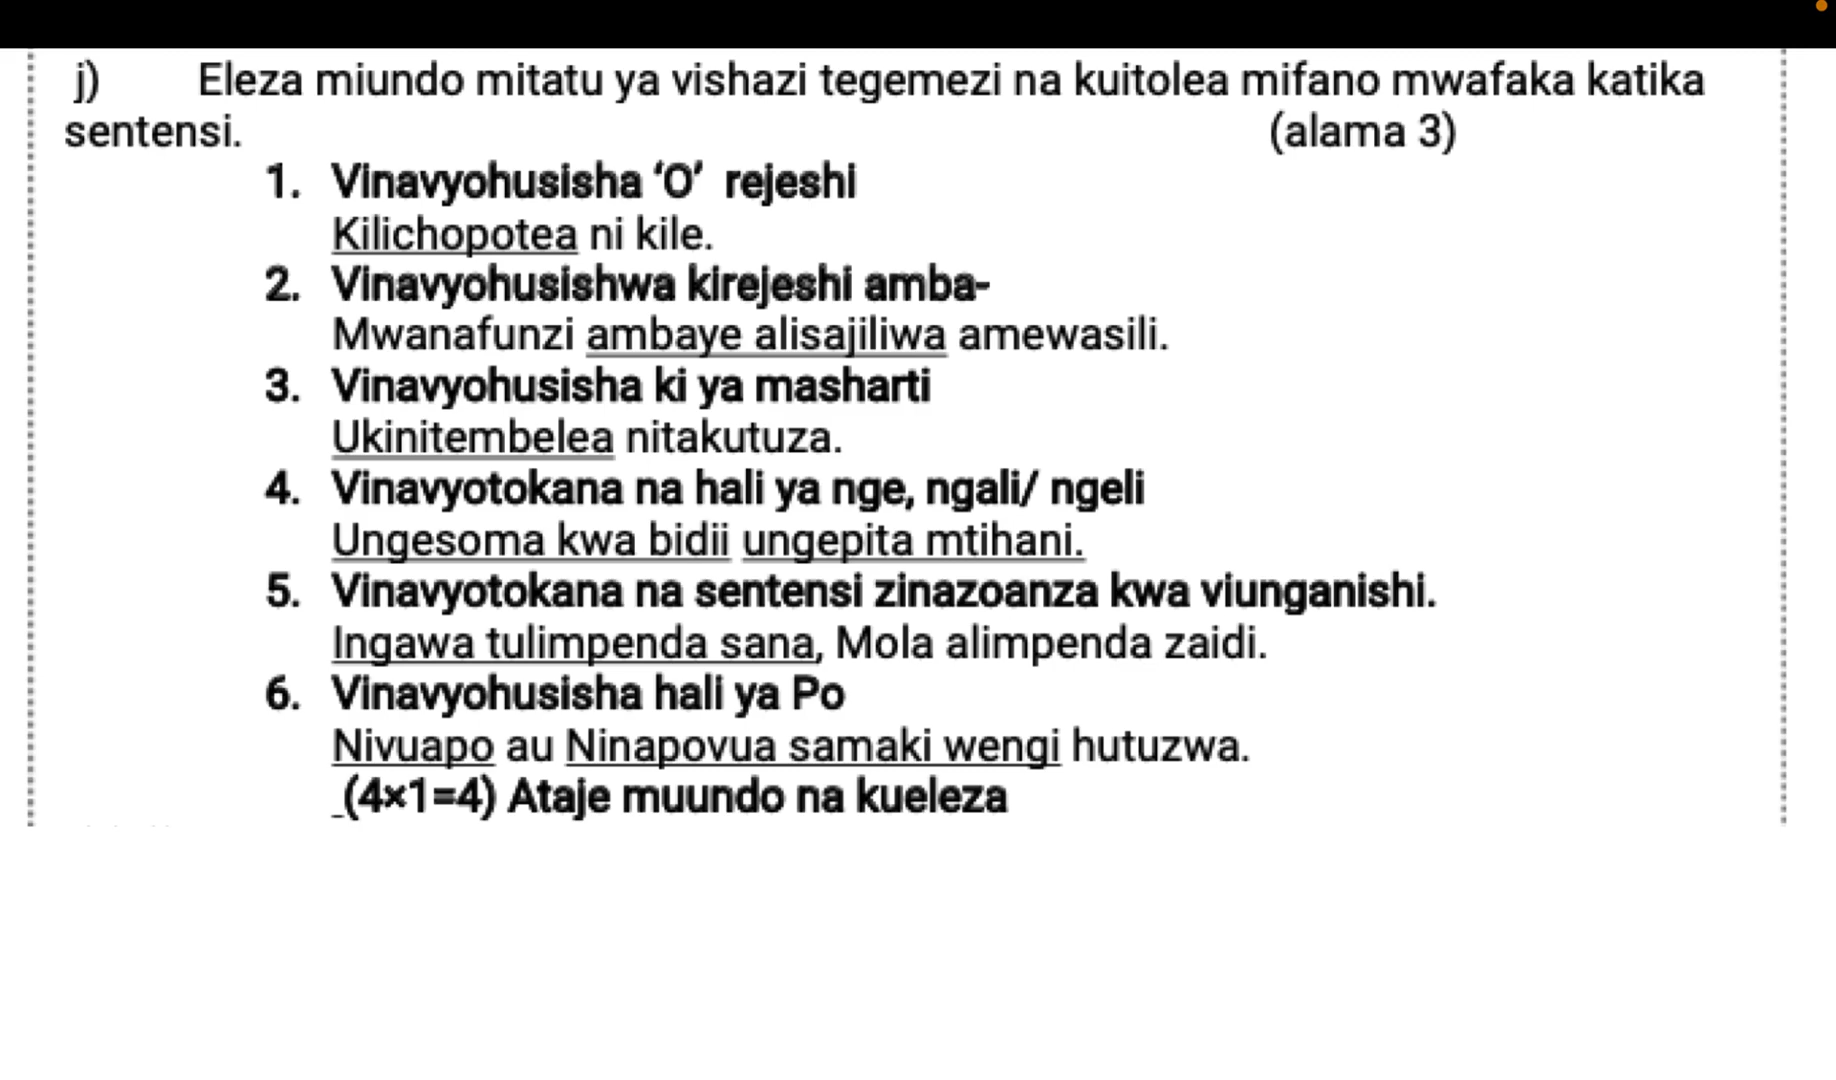 j) Eleza miundo mitatu ya vishazi tegemezi na kuitolea mifano mwafaka katika
sentensi. (alama 3)
1. Vinavyohusisha ‘O’ rejeshi
Kilichopotea ni kile.
2. Vinavyohusishwa kirejeshi amba-
Mwanafunzi ambaye alisajiliwa amewasili.
3. Vinavyohusisha ki ya masharti
Ukinitembelea nitakutuza.
4. Vinavyotokana na hali ya nge, ngali/ ngeli
Ungesoma kwa bidii ungepita mtihani.
5. Vinavyotokana na sentensi zinazoanza kwa viunganishi.
Ingawa tulimpenda sana, Mola alimpenda zaidi.
6. Vinavyohusisha hali ya Po
Nivuapo au Ninapovua samaki wengi hutuzwa.
(4×1=4) Ataje muundo na kueleza